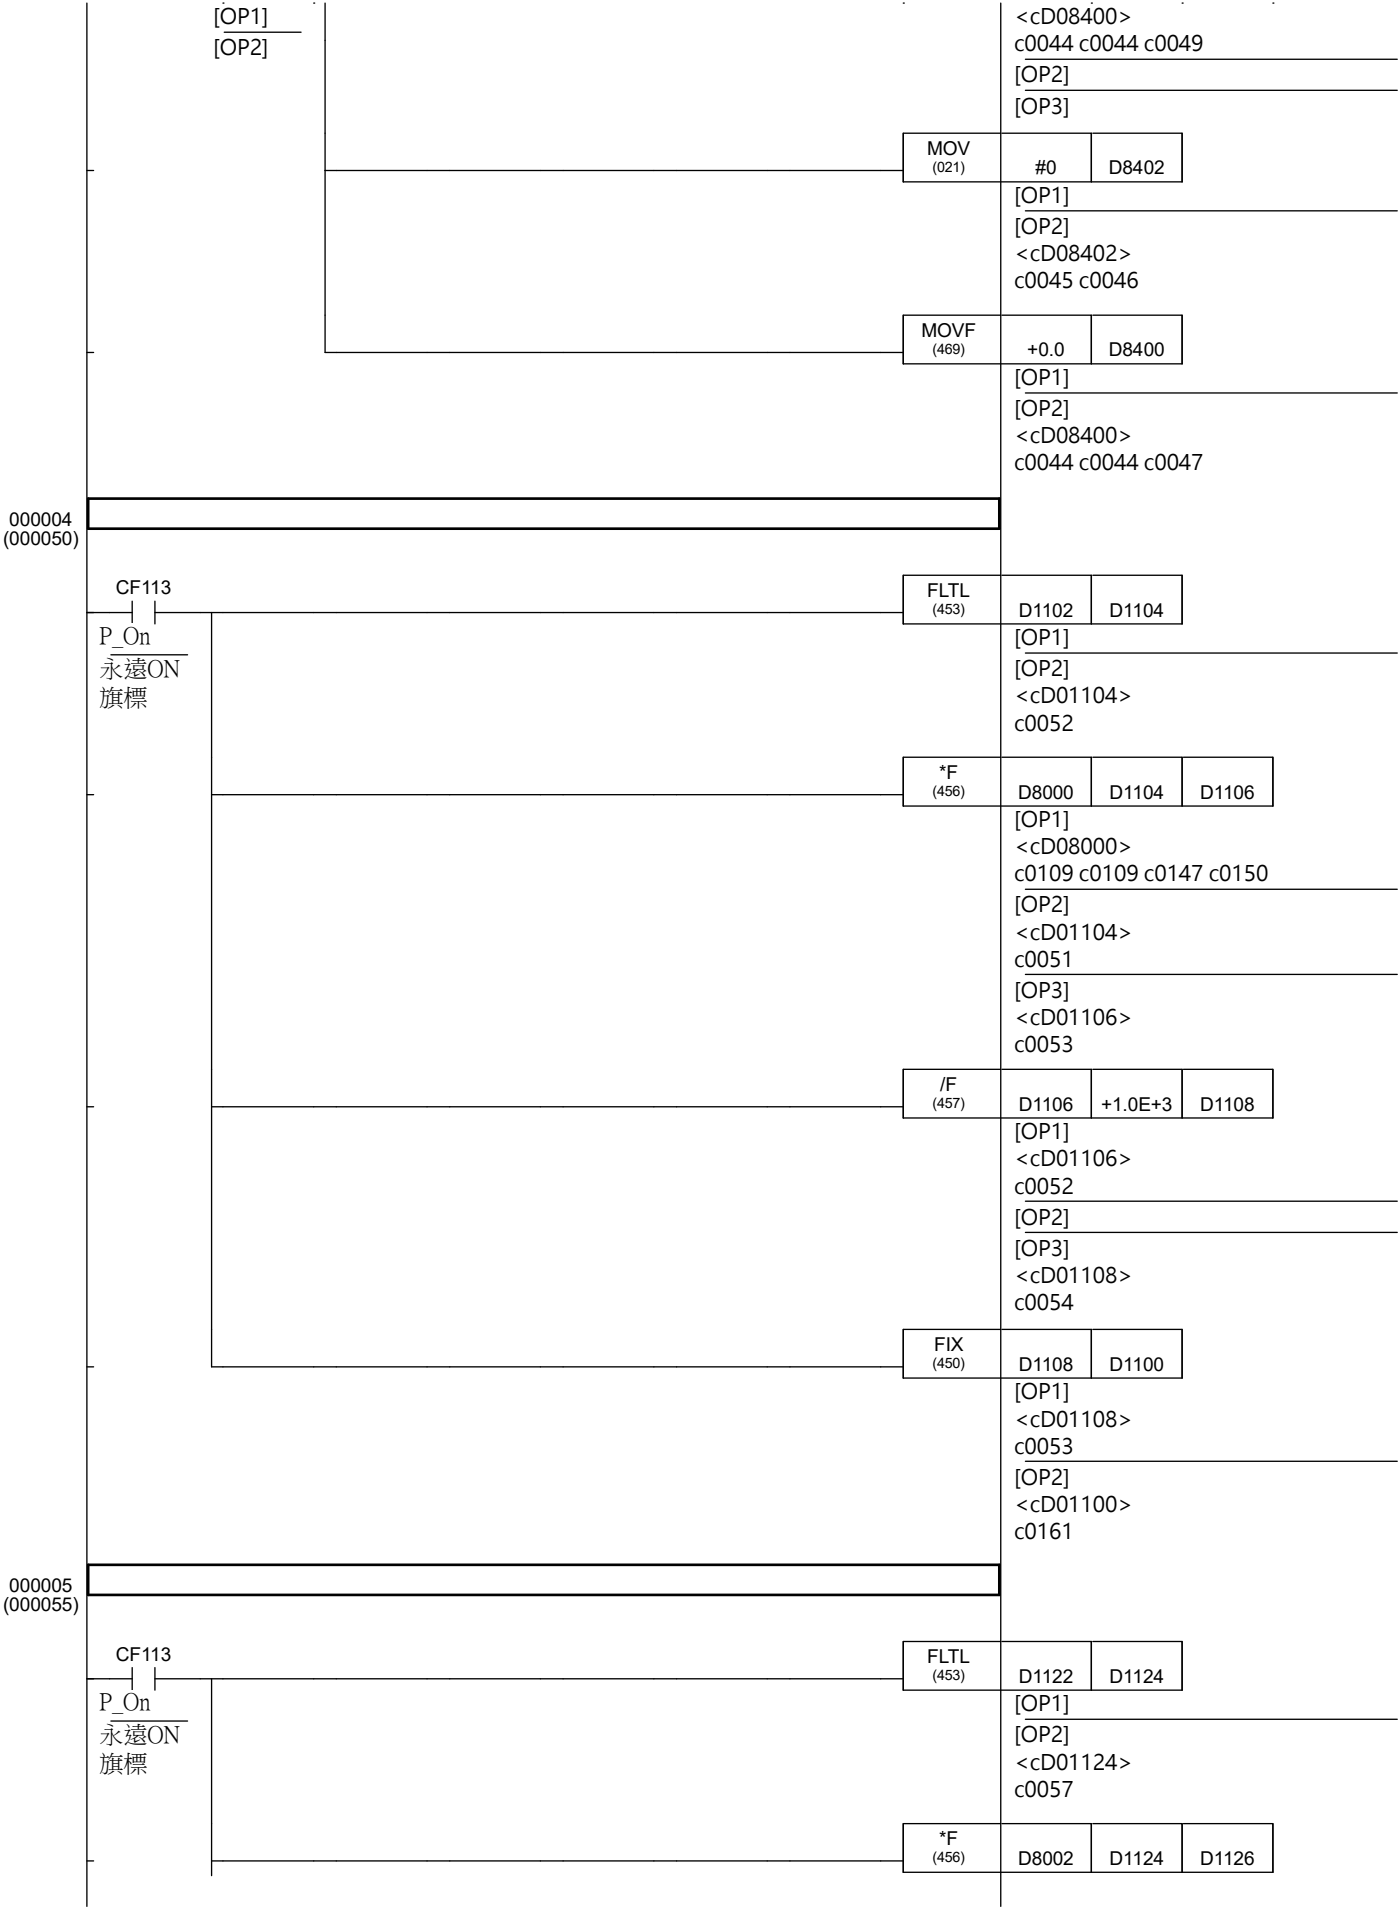 [OP1]
[OP2]
<cD08400>
c0044 c0044 c0049
[OP2]
[OP3]
MOV
(021)
#0 D8402
[OP1]
[OP2]
<cD08402>
c0045 c0046
MOVF
(469)
+0.0 D8400
[OP1]
[OP2]
<cD08400>
c0044 c0044 c0047
000004
(000050)
CF113
P_On
永遠ON
旗標
FLTL
(453)
D1102 D1104
[OP1]
[OP2]
<cD01104>
c0052
*F
(456)
D8000 D1104 D1106
[OP1]
<cD08000>
c0109 c0109 c0147 c0150
[OP2]
<cD01104>
c0051
[OP3]
<cD01106>
c0053
/F
(457)
D1106 +1.0E+3 D1108
[OP1]
<cD01106>
c0052
[OP2]
[OP3]
<cD01108>
c0054
FIX
(450)
D1108 D1100
[OP1]
<cD01108>
c0053
[OP2]
<cD01100>
c0161
000005
(000055)
CF113
P_On
永遠ON
旗標
FLTL
(453)
D1122 D1124
[OP1]
[OP2]
<cD01124>
c0057
*F
(456)
D8002 D1124 D1126